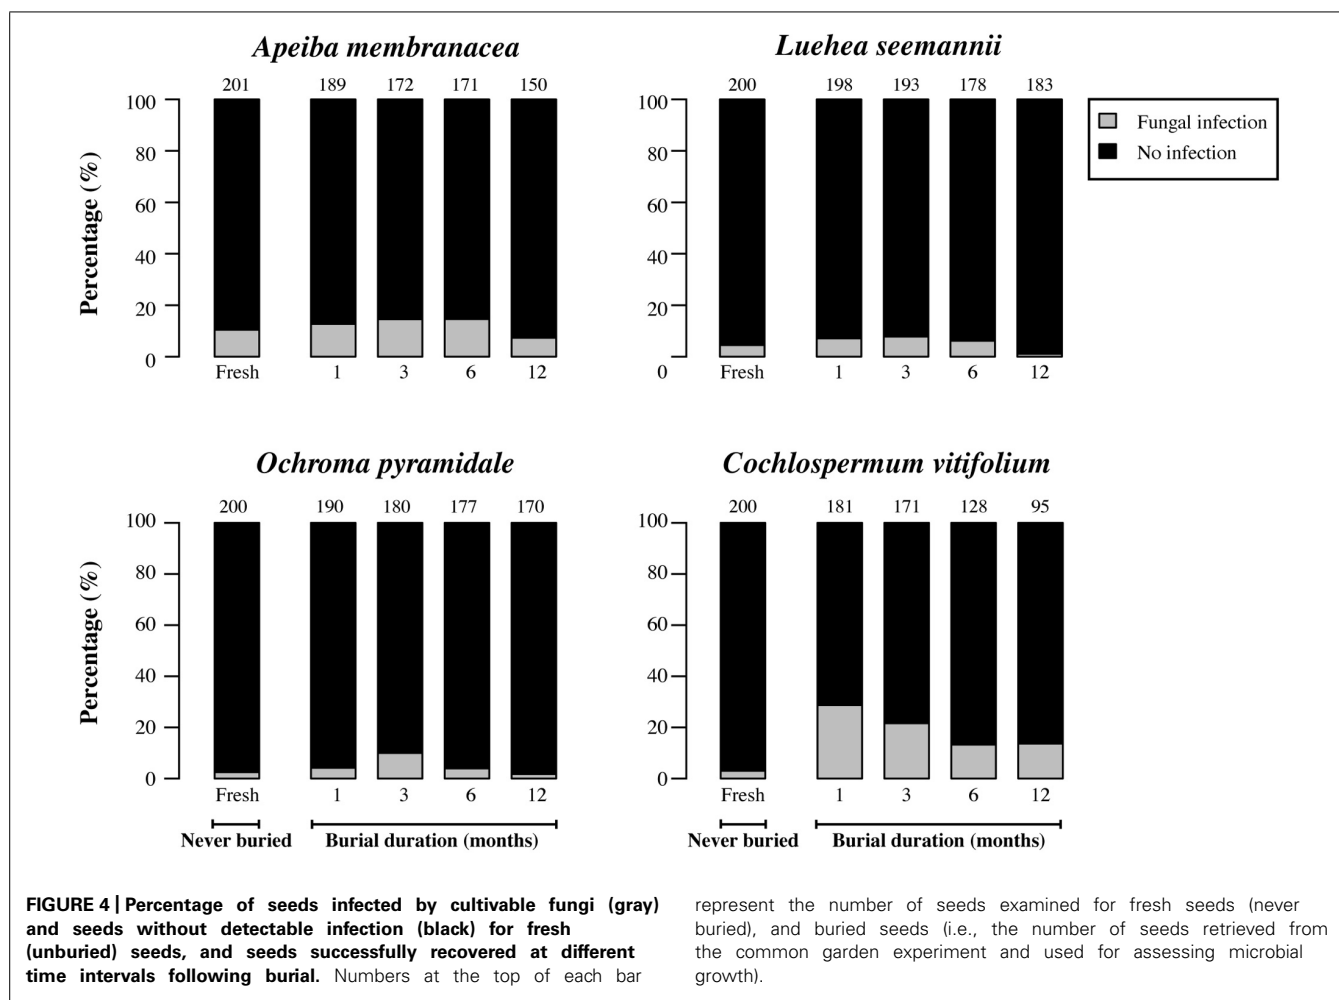 Apeiba membranacea
201 189 172 171 150
Percentage (%)
100
80
60
40
20
0
Fresh 1 3 6 12
Luehea seemannii
200 198 193 178 183
100
80
60
40
20
0
Fresh 1 3 6 12
Fungal infection
No infection
Ochroma pyramidale
200 190 180 177 170
Percentage (%)
100
80
60
40
20
0
Fresh 1 3 6 12
Never buried Burial duration (months)
Cochlospermum vitifolium
200 181 171 128 95
100
80
60
40
20
0
Fresh 1 3 6 12
Never buried Burial duration (months)
FIGURE 4 | Percentage of seeds infected by cultivable fungi (gray)
and seeds without detectable infection (black) for fresh
(unburied) seeds, and seeds successfully recovered at different
time intervals following burial. Numbers at the top of each bar
represent the number of seeds examined for fresh seeds (never
buried), and buried seeds (i.e., the number of seeds retrieved from
the common garden experiment and used for assessing microbial
growth).